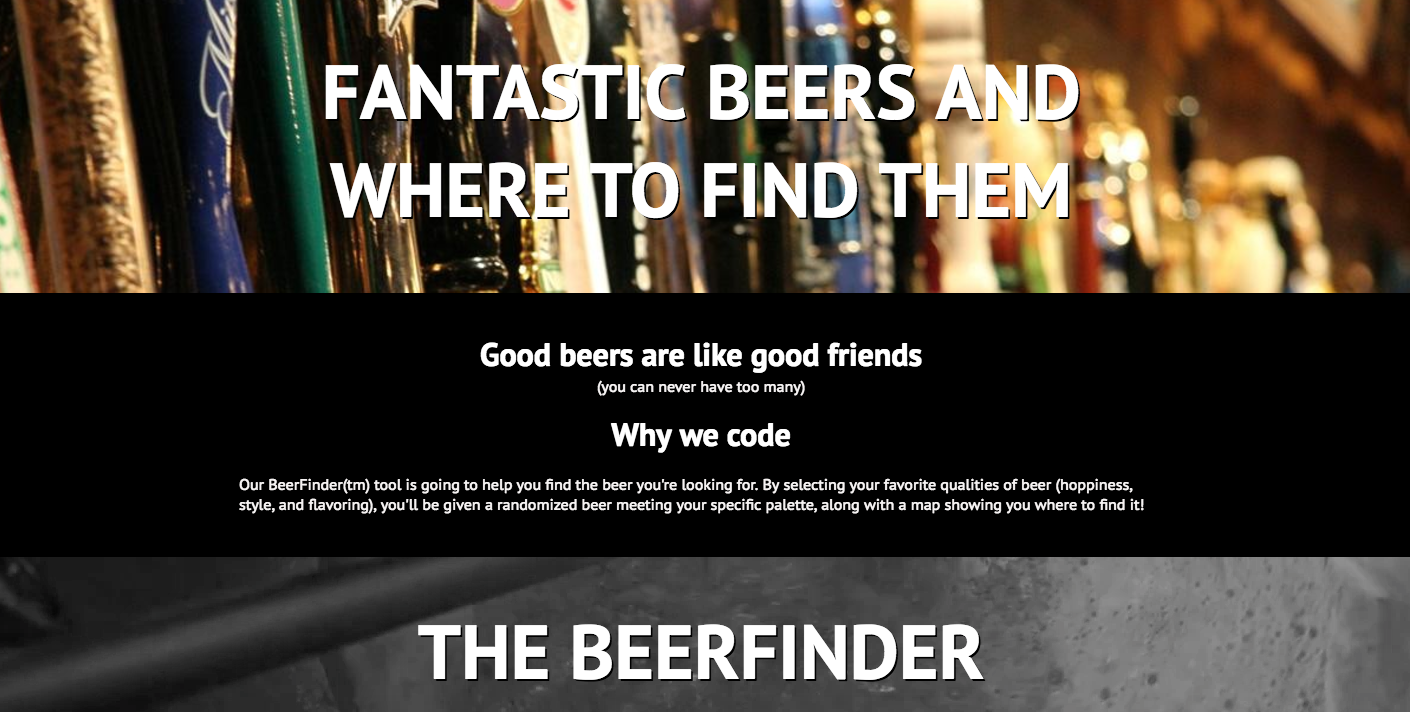 FANTASTIC BEERS AND
WHERE TO FIND THEM
Good beers are like good friends
(you can never have too many)
Why we code
Our BeerFinder(tm) tool is going to help you find the beer you're looking for. By selecting your favorite qualities of beer (hoppiness,
style, and flavoring), you'll be given a randomized beer meeting your specific palette, along with a map showing you where to find it!
THE BEERFINDER